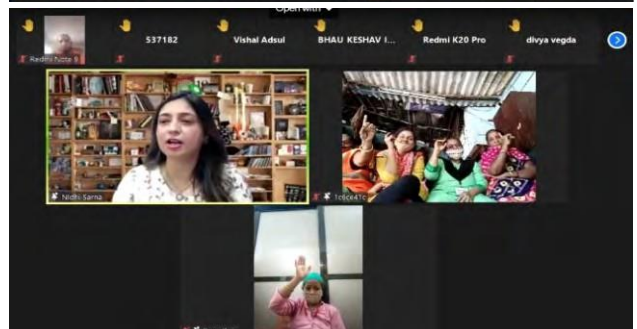 Open with
537182
Vishal Adsul
BHAU KESHAV I...
Redmi K20 Pro
divya vegda
Redmi Note 8
Nidhi Sarna